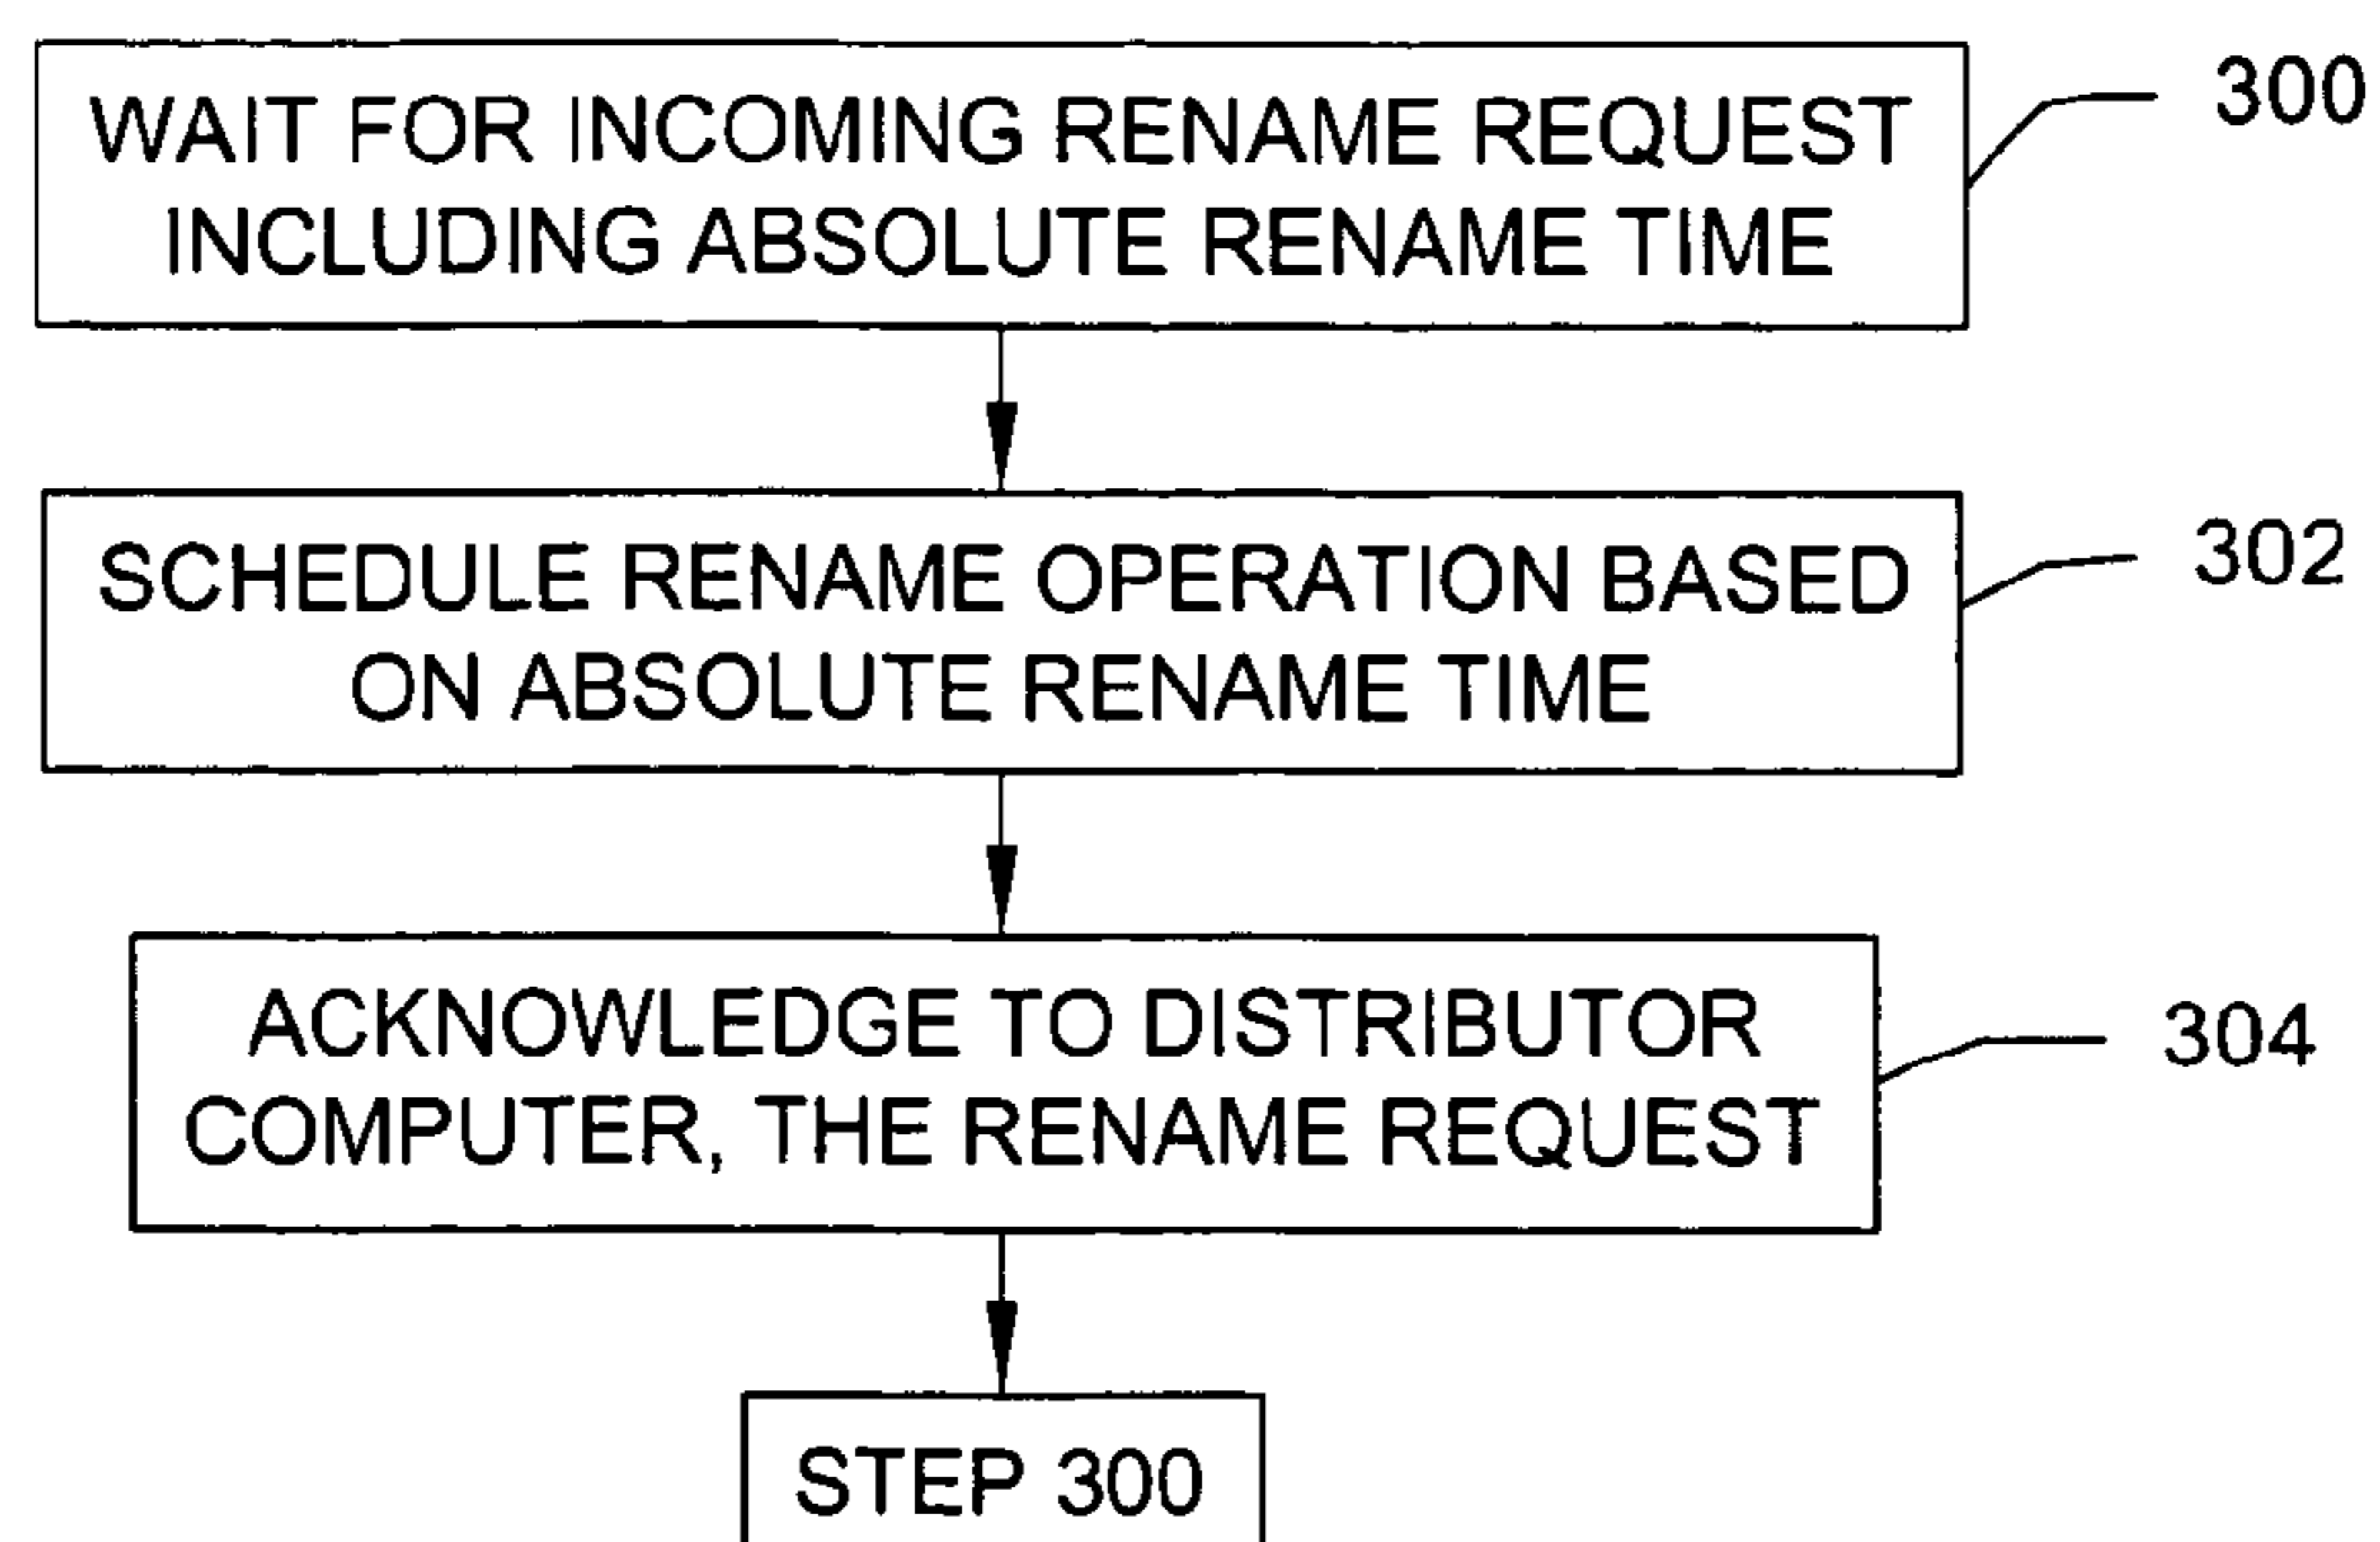 WAIT FOR INCOMING RENAME REQUEST
INCLUDING ABSOLUTE RENAME TIME
300
SCHEDULE RENAME OPERATION BASED
ON ABSOLUTE RENAME TIME
302
ACKNOWLEDGE TO DISTRIBUTOR
COMPUTER, THE RENAME REQUEST
304
STEP 300